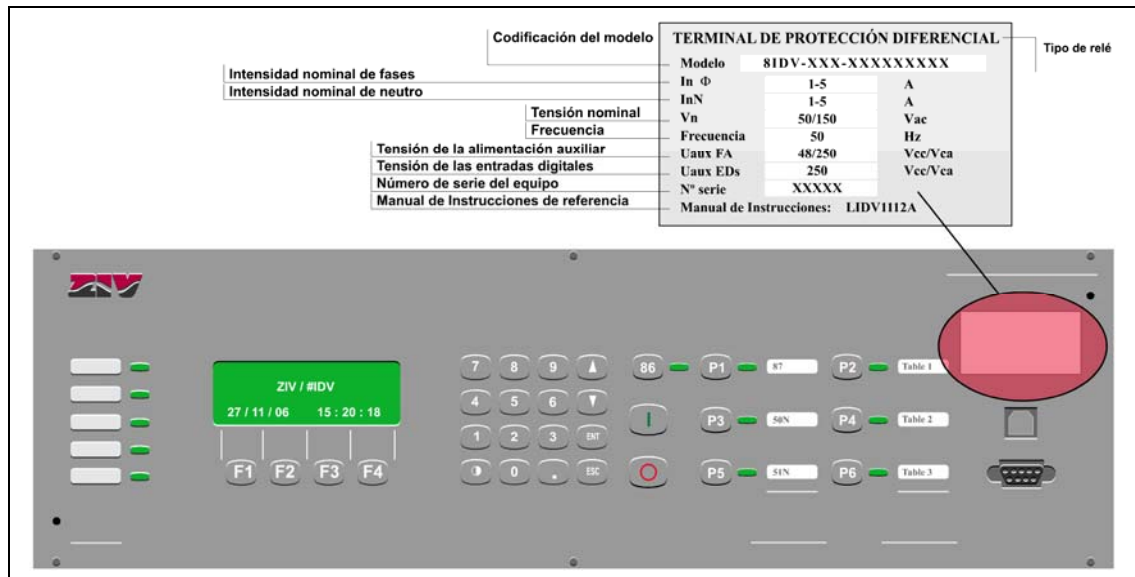 Codificación del modelo
Intensidad nominal de fases
Intensidad nominal de neutro
Tensión nominal
Frecuencia
Tensión de la alimentación auxiliar
Tensión de las entradas digitales
Número de serie del equipo
Manual de Instrucciones de referencia
TERMINAL DE PROTECCIÓN DIFERENCIAL
Modelo 8IDV-XXX-XXXXXXXXX
In Φ 1-5 A
InN 1-5 A
Vn 50/150 Vac
Frecuencia 50 Hz
Uaux FA 48/250 Vcc/Vca
Uaux EDs 250 Vcc/Vca
Nº serie XXXXX
Manual de Instrucciones: LIDV1112A
Tipo de relé
ZIV
ZIV / #IDV
27 / 11 / 06 15 : 20 : 18
F1 F2 F3 F4
7 8 9
4 5 6
1 2 3 ENT
0 . ESC
86 P1 87 P2 Table 1
I P3 50N P4 Table 2
O P5 51N P6 Table 3